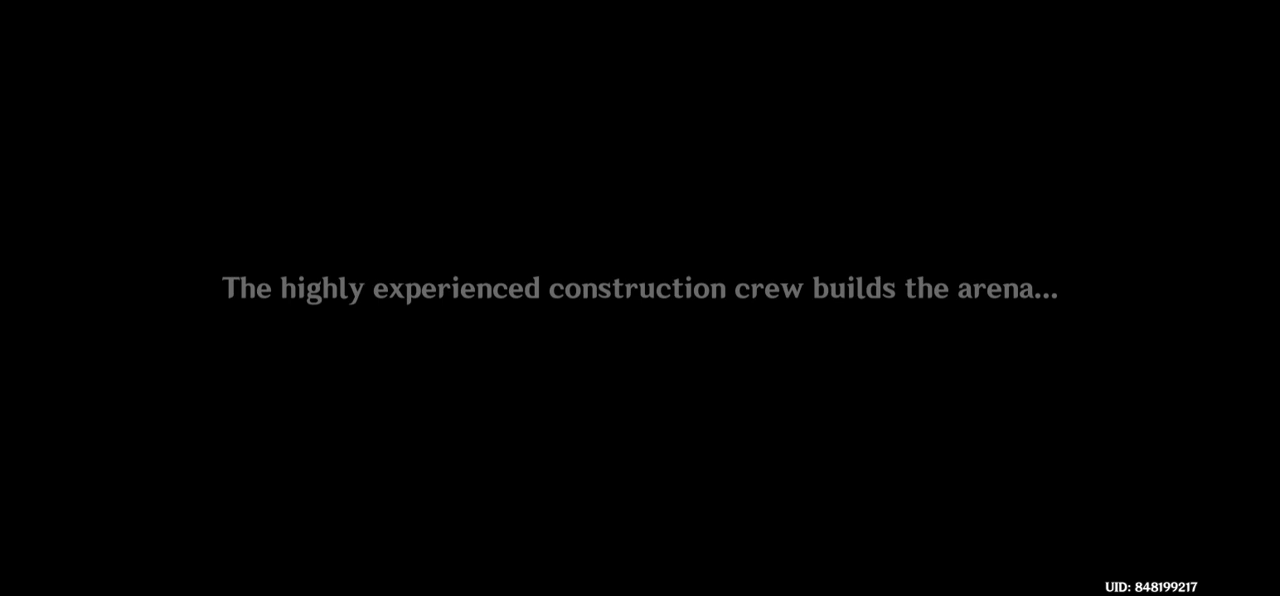 The highly experienced construction crew builds the arena...
UID: 848199217